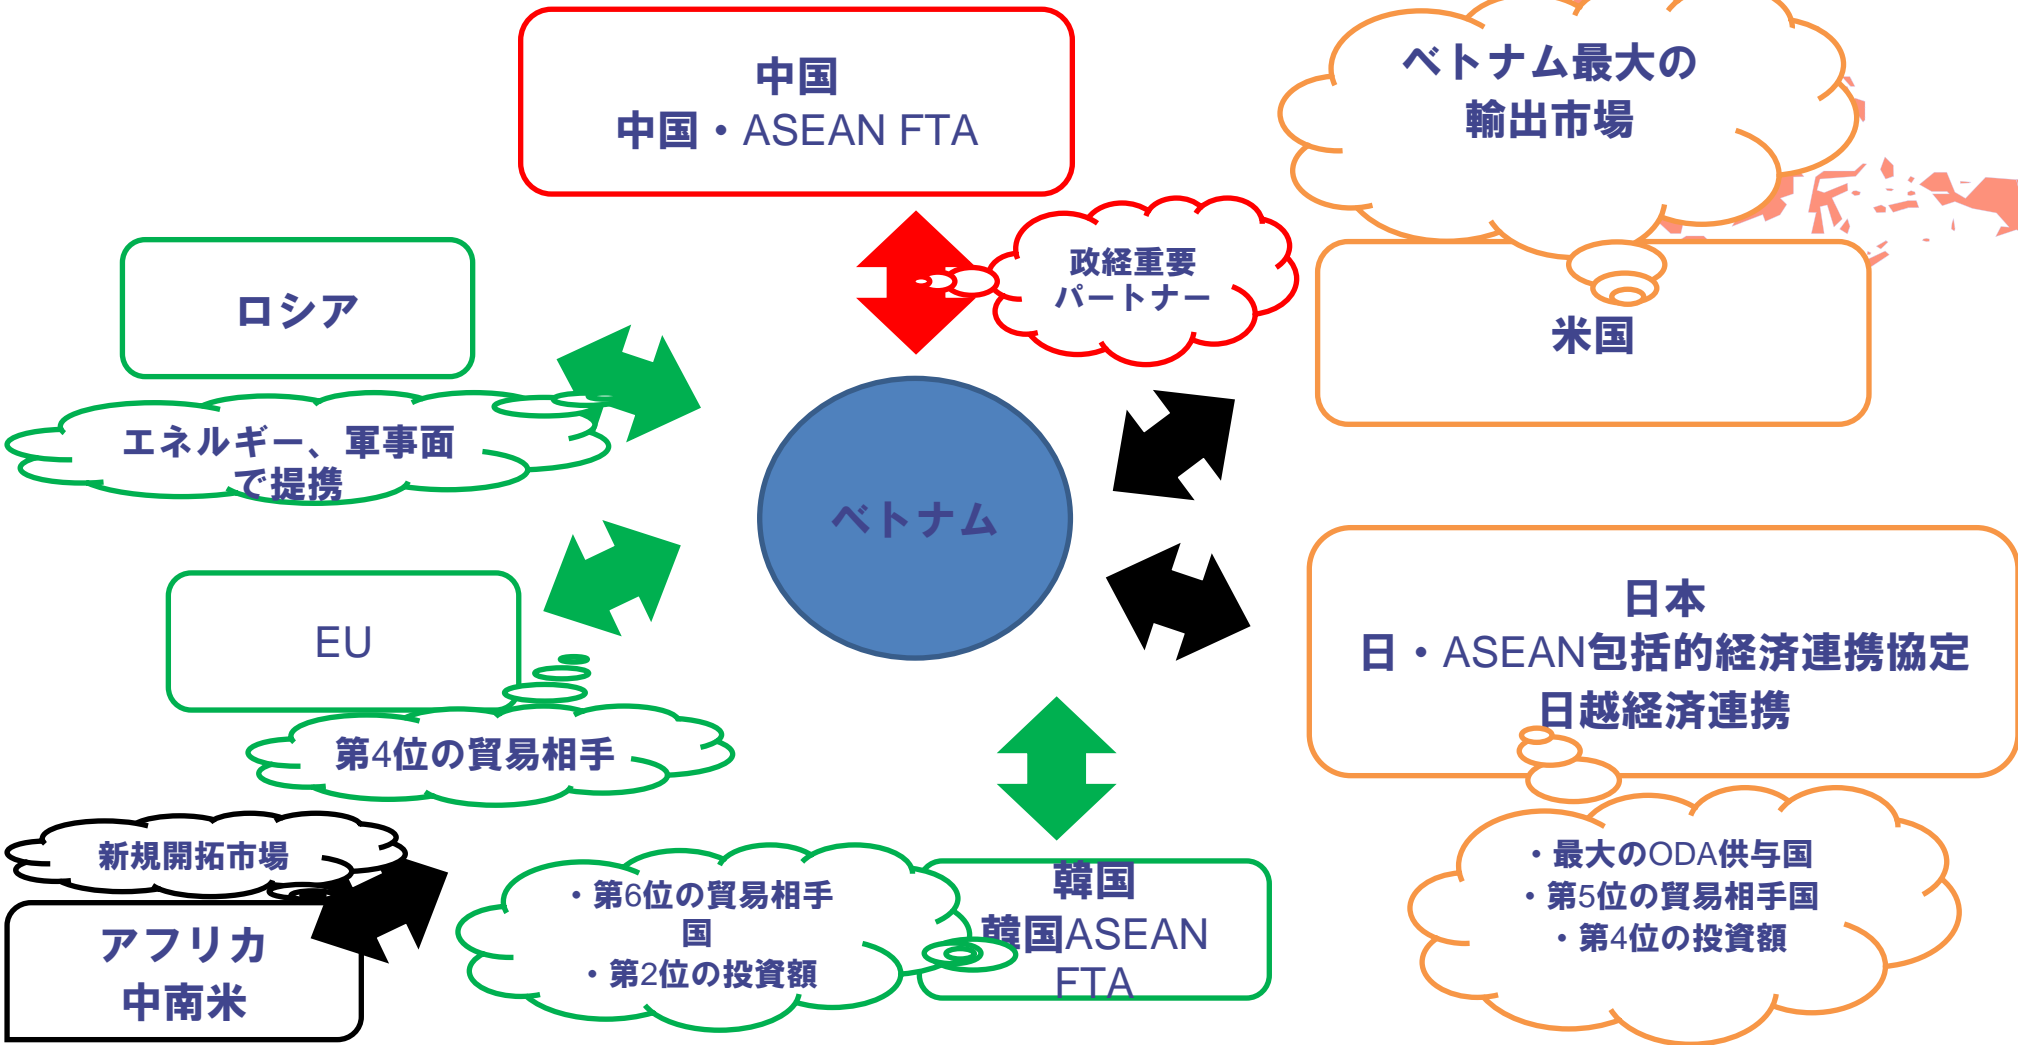 中国
中国・ASEAN FTA
ベトナム最大の
輸出市場
政経重要
パートナー
ロシア
米国
エネルギー、軍事面
で提携
ベトナム
EU
日本
日・ASEAN包括的経済連携協定
日越経済連携
第4位の貿易相手
新規開拓市場
アフリカ
中南米
・第6位の貿易相手
国
・第2位の投資額
韓国
韓国ASEAN
FTA
・最大のODA供与国
・第5位の貿易相手国
・第4位の投資額